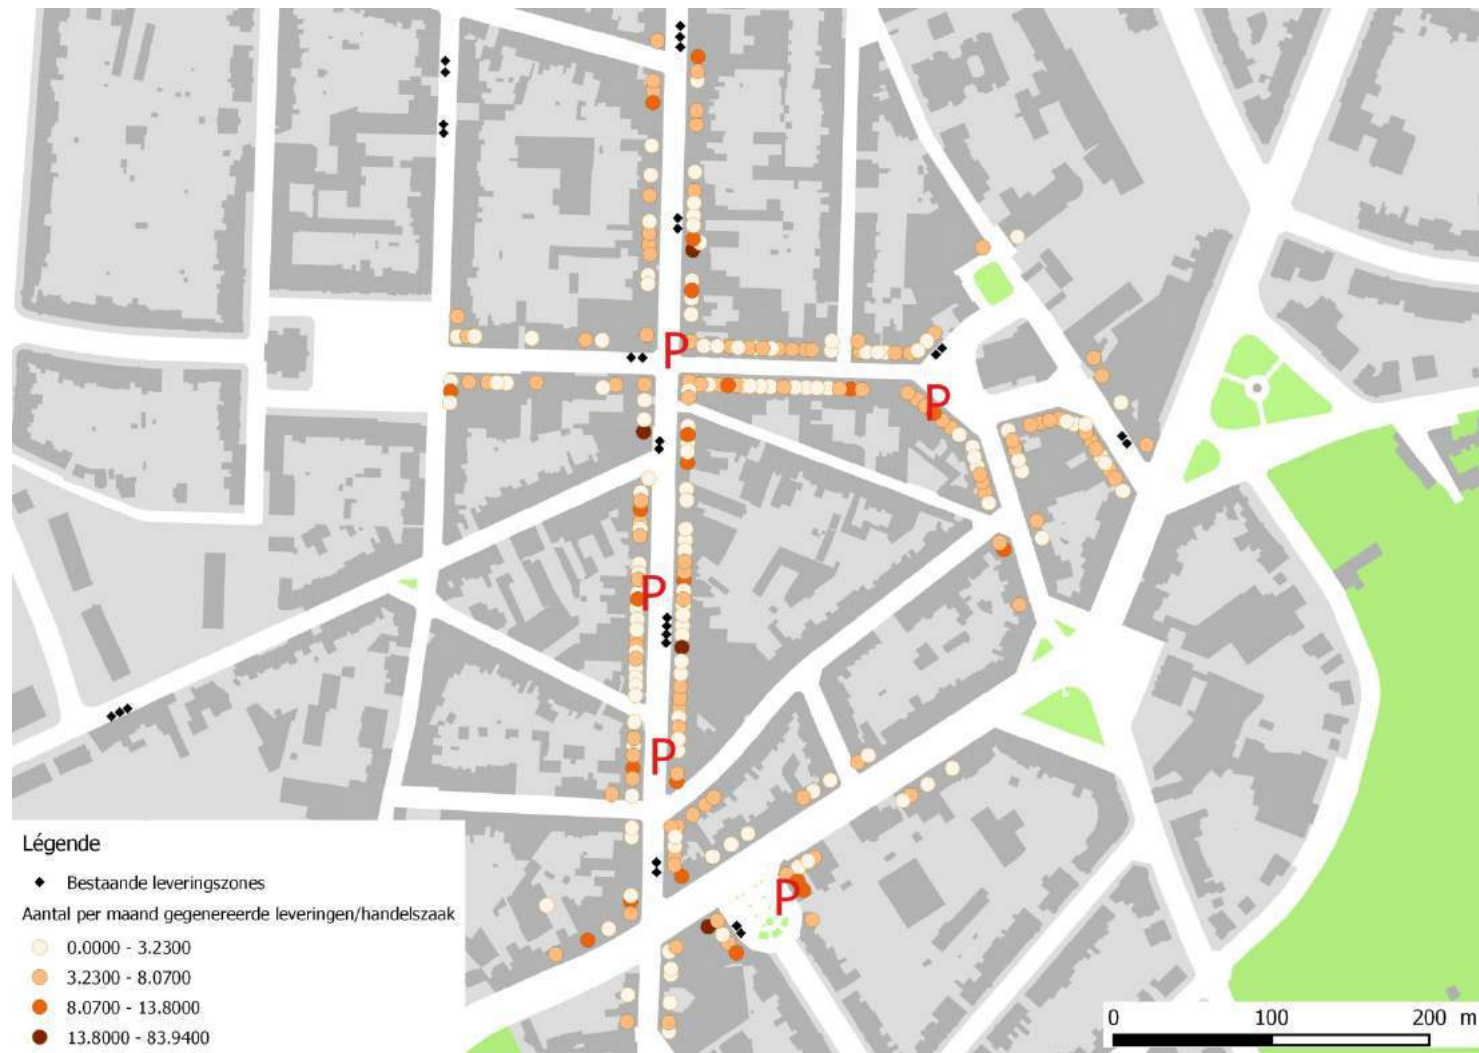 P
P
P
P
P
Légende
Bestaande leveringszones
Aantal per maand gegenereerde leveringen/handelszaak
0.0000 - 3.2300
3.2300 - 8.0700
8.0700 - 13.8000
13.8000 - 83.9400
0 100 200 m